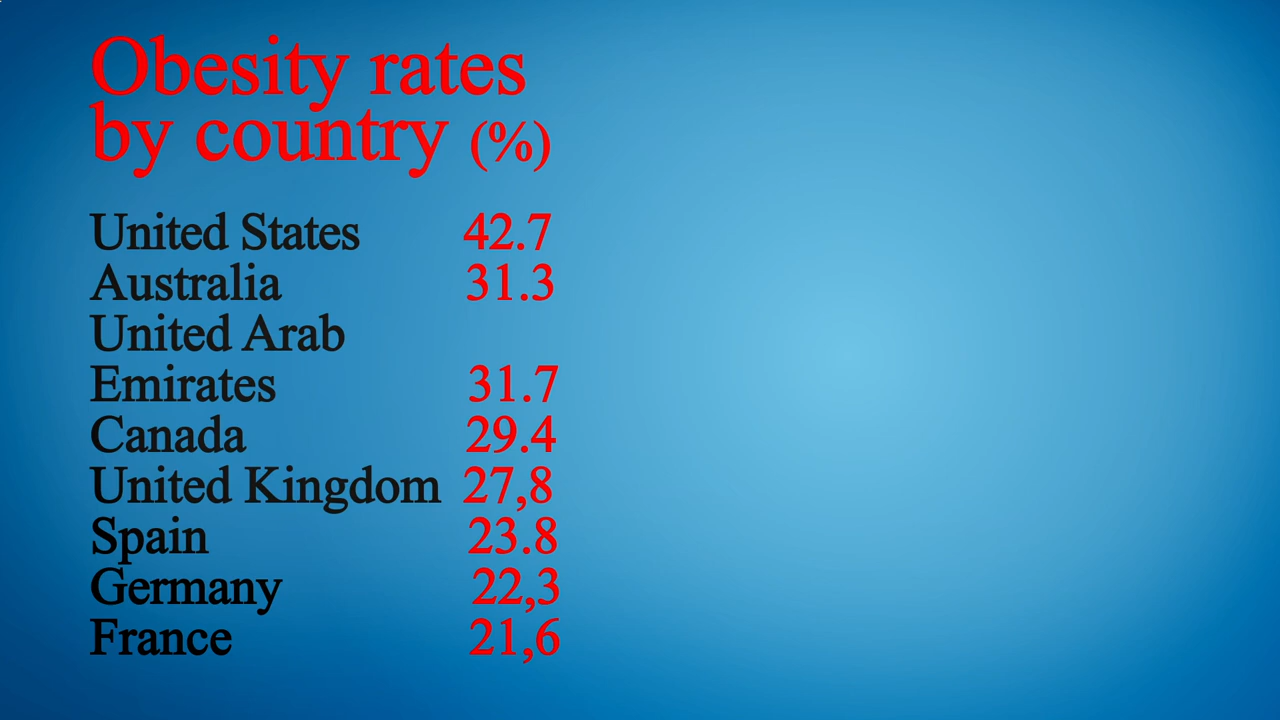 Obesity rates
by country (%)
United States 42.7
Australia 31.3
United Arab
Emirates 31.7
Canada 29.4
United Kingdom 27,8
Spain 23.8
Germany 22,3
France 21,6